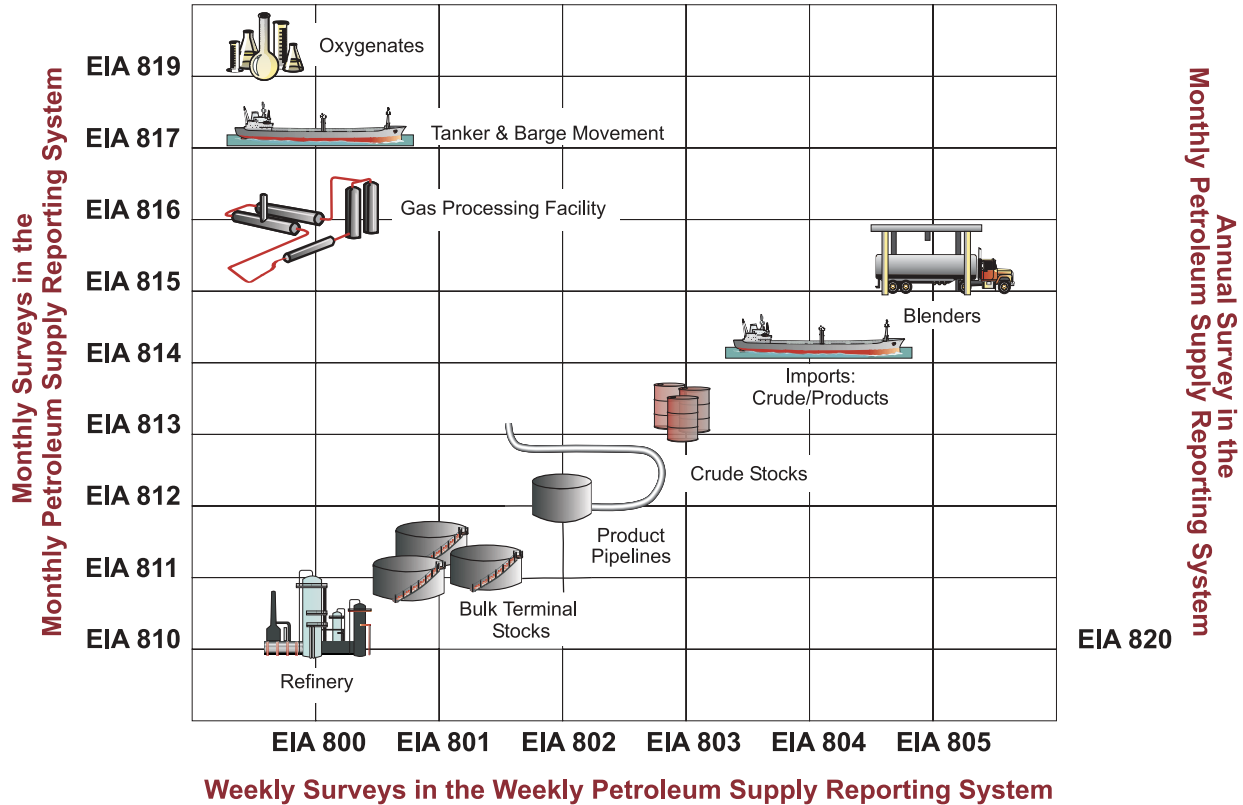 Monthly Surveys in the
Monthly Petroleum Supply Reporting System
EIA 819
EIA 817
EIA 816
EIA 815
EIA 814
EIA 813
EIA 812
EIA 811
EIA 810
Oxygenates
Tanker & Barge Movement
Gas Processing Facility
Blenders
Imports:
Crude/Products
Crude Stocks
Product
Pipelines
Bulk Terminal
Stocks
Refinery
EIA 820
Annual Survey in the
Monthly Petroleum Supply Reporting System
EIA 800
EIA 801
EIA 802
EIA 803
EIA 804
EIA 805
Weekly Surveys in the Weekly Petroleum Supply Reporting System